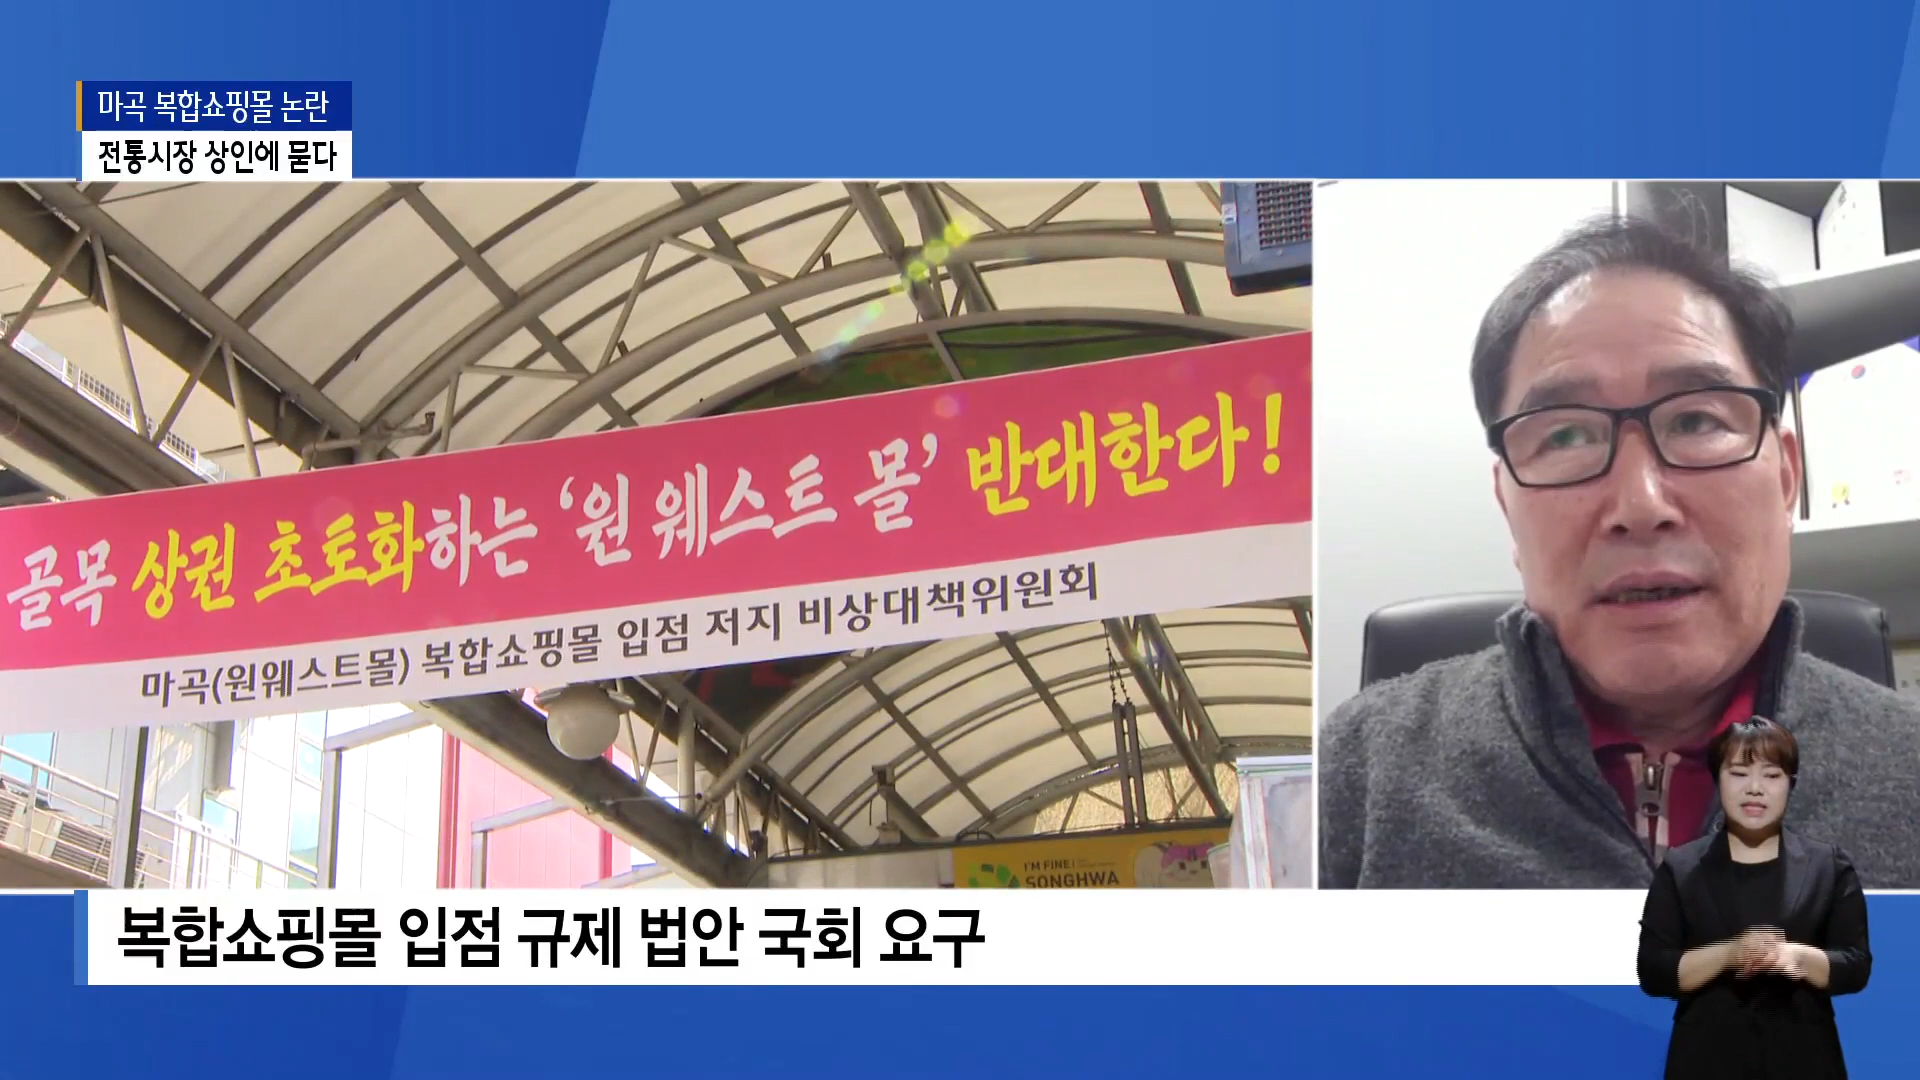 마곡 복합쇼핑몰 논란
전통시장 상인에 묻다
골목 상권 초토화하는 '원 웨스트 몰' 반대한다!
마곡(원웨스트몰) 복합쇼핑몰 입점 저지 비상대책위원회
I'M FINE!
SONGHWA
복합쇼핑몰 입점 규제 법안 국회 요구